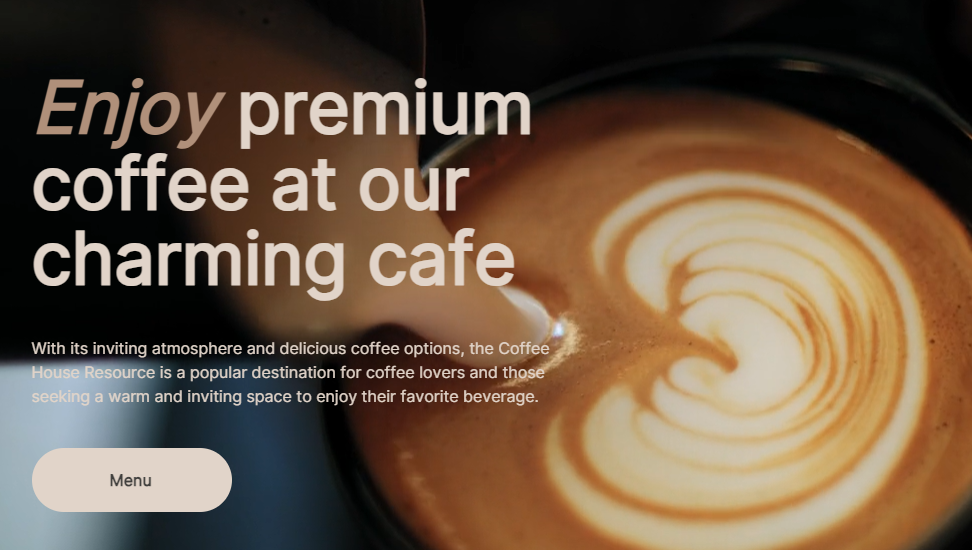 Enjoy premium
coffee at our
charming cafe
With its inviting atmosphere and delicious coffee options, the Coffee
House Resource is a popular destination for coffee lovers and those
seeking a warm and inviting space to enjoy their favorite beverage.
Menu